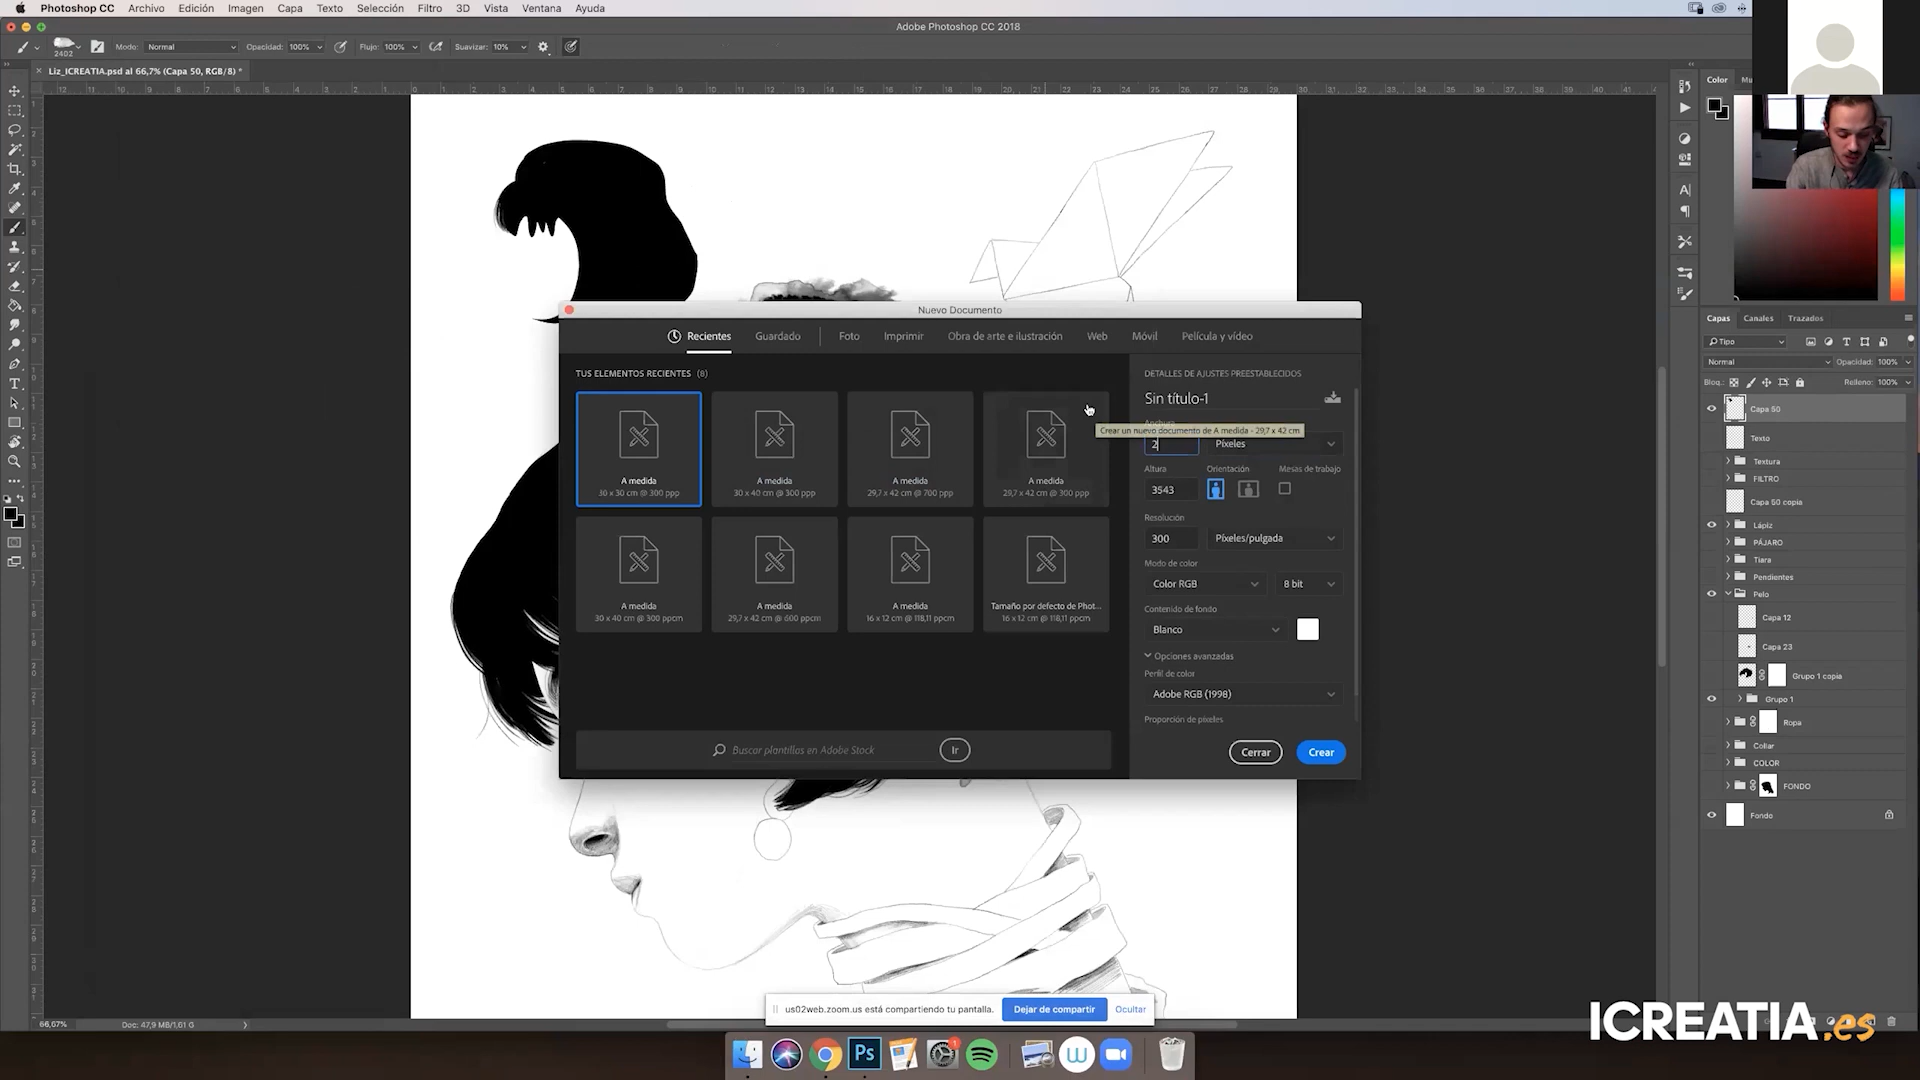 Photoshop CC Archivo Edición Imagen Capa Texto Selección Filtro 3D Vista Ventana Ayuda
Adobe Photoshop CC 2018
2402 Modo: Normal Opacidad: 100% Flujo: 100% Suavizar: 10%
Liz_ICREATIA.psd al 66,7% (Capa 50, RGB/8) *
Color
Nuevo Documento
Recientes Guardado Foto Imprimir Obra de arte e ilustración Web Móvil Película y vídeo
TUS ELEMENTOS RECIENTES (8)
A medida
30 x 30 cm @ 300 ppp
A medida
30 x 40 cm @ 300 ppp
A medida
29,7 x 42 cm @ 700 ppp
A medida
29,7 x 42 cm @ 300 ppp
A medida
30 x 40 cm @ 300 ppcm
A medida
29,7 x 42 cm @ 600 ppcm
A medida
16 x 12 cm @ 118,11 ppcm
Tamaño por defecto de Phot...
16 x 12 cm @ 118,11 ppcm
Buscar plantillas en Adobe Stock Ir
DETALLES DE AJUSTES PREESTABLECIDOS
Sin título-1
Crear un nuevo documento de A medida - 29,7 x 42 cm
2 Píxeles
Altura Orientación Mesas de trabajo
3543
Resolución
300 Píxeles/pulgada
Modo de color
Color RGB 8 bit
Contenido de fondo
Blanco
Opciones avanzadas
Perfil de color
Adobe RGB (1998)
Proporción de píxeles
Cerrar Crear
Capas Canales Trazados
Tipo
Normal Opacidad: 100%
Bloq.: Relleno: 100%
Capa 50
Texto
Textura
FILTRO
Capa 50 copia
Lápiz
PÁJARO
Tiara
Pendientes
Pelo
Capa 12
Capa 23
Grupo 1 copia
Grupo 1
Ropa
Collar
COLOR
FONDO
Fondo
us02web.zoom.us está compartiendo tu pantalla. Dejar de compartir Ocultar
66,67% Doc: 47,9 MB/1,61 G
ICREATIA.es
Ps